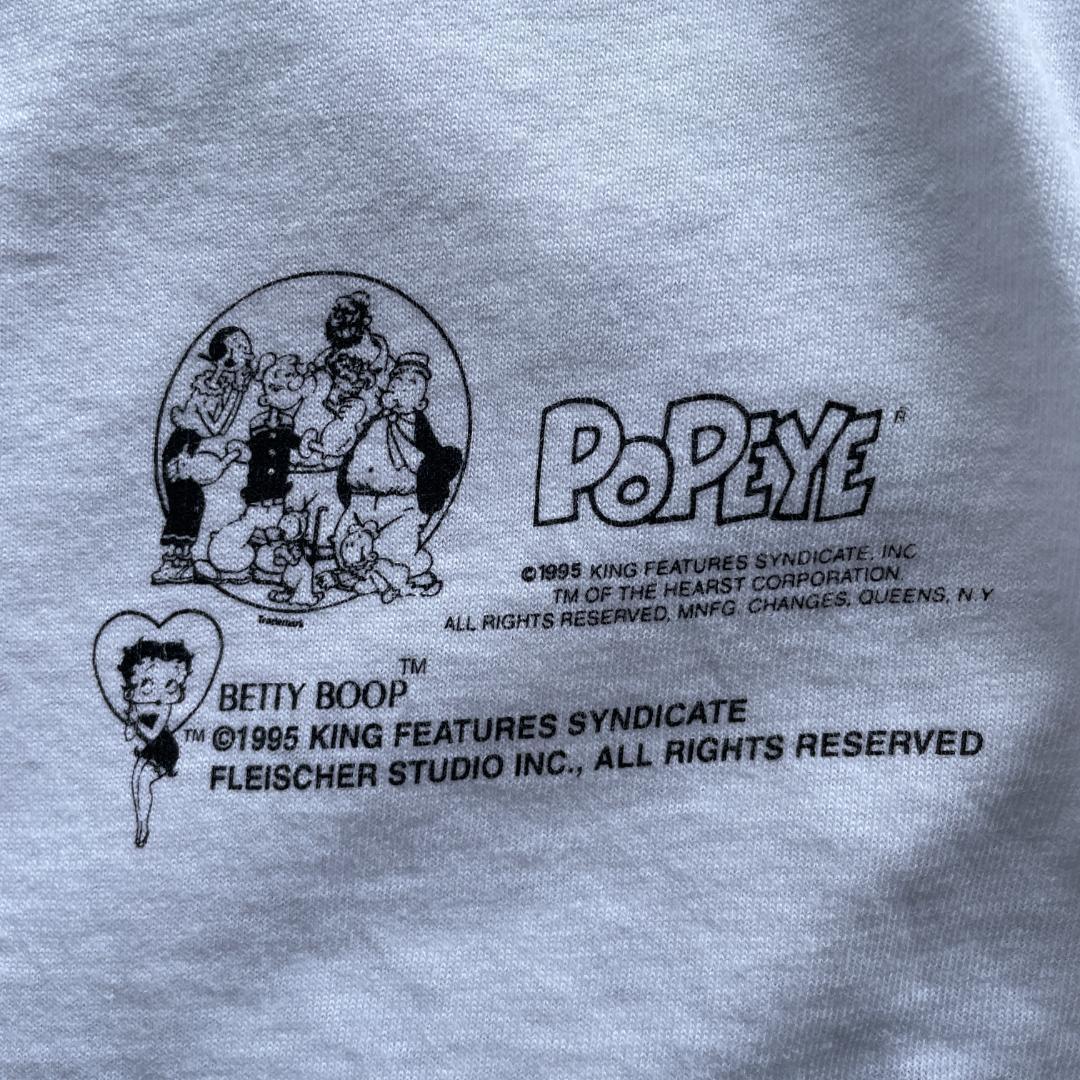 POPEYE ®
©1995 KING FEATURES SYNDICATE, INC
TM OF THE HEARST CORPORATION
ALL RIGHTS RESERVED, MNFG. CHANGES, QUEENS, N.Y
BETTY BOOP™
TM ©1995 KING FEATURES SYNDICATE
FLEISCHER STUDIO INC., ALL RIGHTS RESERVED